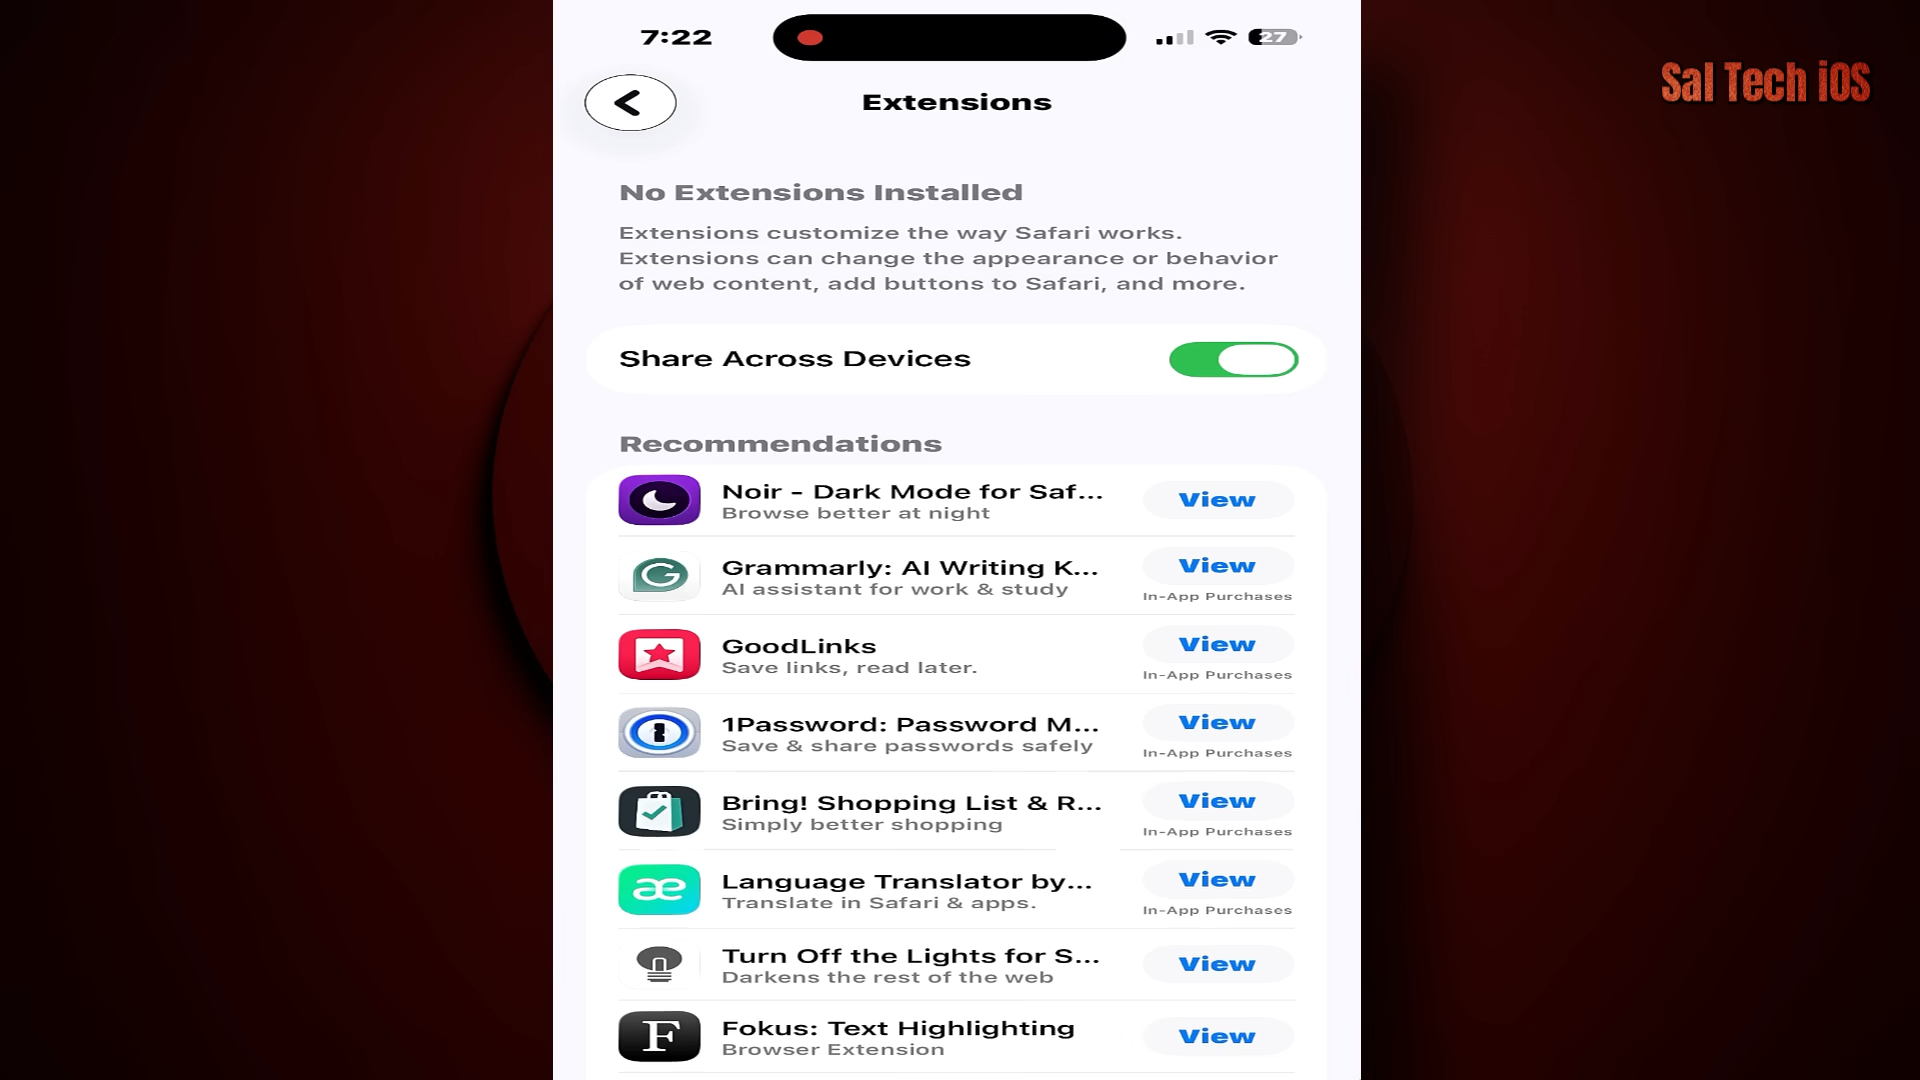 7:22
27
Sal Tech iOS
Extensions
No Extensions Installed
Extensions customize the way Safari works.
Extensions can change the appearance or behavior
of web content, add buttons to Safari, and more.
Share Across Devices
Recommendations
Noir - Dark Mode for Saf...
Browse better at night
View
Grammarly: AI Writing K...
AI assistant for work & study
View
In-App Purchases
GoodLinks
Save links, read later.
View
In-App Purchases
1Password: Password M...
Save & share passwords safely
View
In-App Purchases
Bring! Shopping List & R...
Simply better shopping
View
In-App Purchases
æ
Language Translator by...
Translate in Safari & apps.
View
In-App Purchases
Turn Off the Lights for S...
Darkens the rest of the web
View
F
Fokus: Text Highlighting
Browser Extension
View